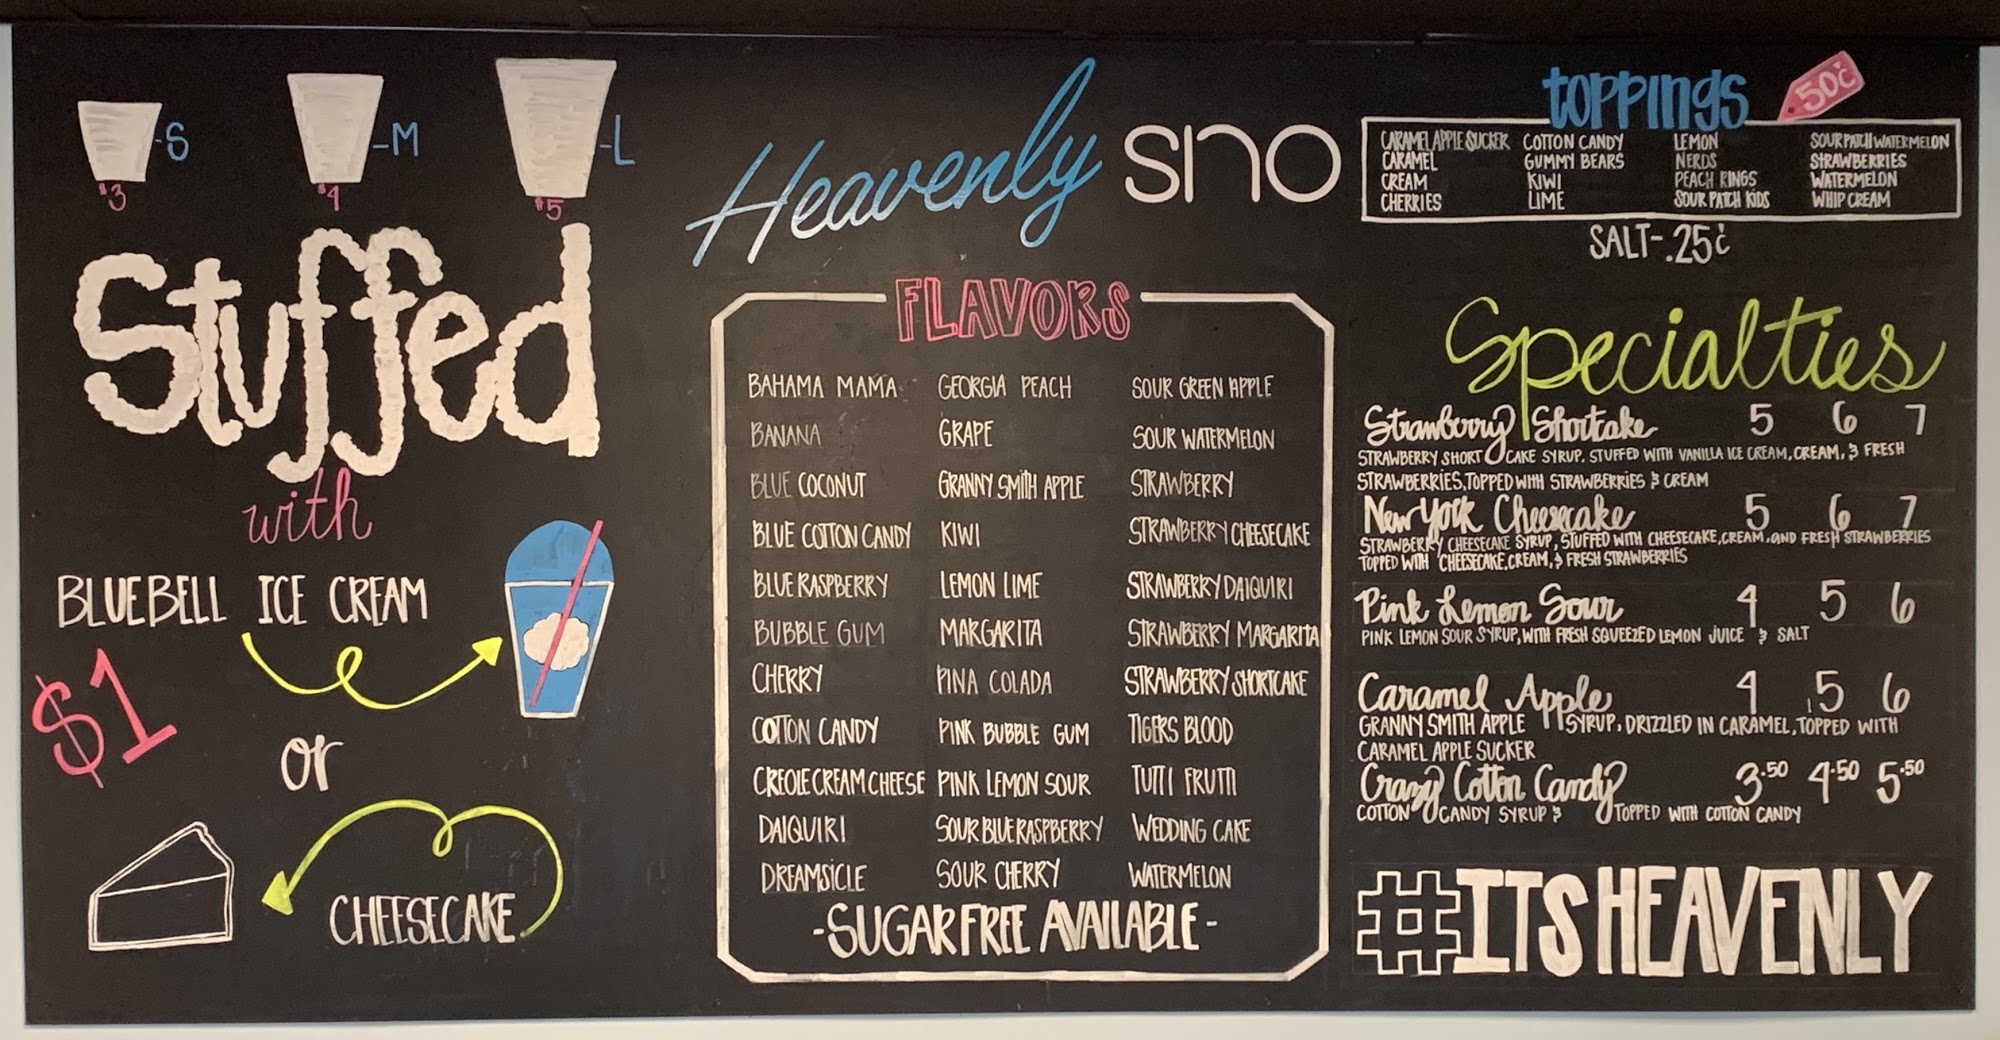 -S
-M
-L
$3
$4
$5
Stuffed
with
BLUEBELL ICE CREAM
$1
or
CHEESECAKE
Heavenly sno
FLAVORS
BAHAMA MAMA
BANANA
BLUE COCONUT
BLUE COTTON CANDY
BLUE RASPBERRY
BUBBLE GUM
CHERRY
COTTON CANDY
CREOLE CREAM CHEESE
DAIQUIRI
DREAMSICLE
GEORGIA PEACH
GRAPE
GRANNY SMITH APPLE
KIWI
LEMON LIME
MARGARITA
PINA COLADA
PINK BUBBLE GUM
PINK LEMON SOUR
SOUR BLUE RASPBERRY
SOUR CHERRY
SOUR GREEN APPLE
SOUR WATERMELON
STRAWBERRY
STRAWBERRY CHEESECAKE
STRAWBERRY DAIQUIRI
STRAWBERRY MARGARITA
STRAWBERRY SHORTCAKE
TIGERS BLOOD
TUTTI FRUTTI
WEDDING CAKE
WATERMELON
-SUGAR FREE AVAILABLE-
TOPPINGS
50¢
CARAMEL APPLE SUCKER
CARAMEL
CREAM
CHERRIES
COTTON CANDY
GUMMY BEARS
KIWI
LIME
LEMON
NERDS
PEACH RINGS
SOUR PATCH KIDS
SOUR PATCH WATERMELON
STRAWBERRIES
WATERMELON
WHIP CREAM
SALT-.25¢
Specialties
Strawberry Shortcake 5 6 7
STRAWBERRY SHORT CAKE SYRUP, STUFFED WITH VANILLA ICE CREAM, CREAM, & FRESH
STRAWBERRIES, TOPPED WITH STRAWBERRIES & CREAM
New York Cheesecake 5 6 7
STRAWBERRY CHEESECAKE SYRUP, STUFFED WITH CHEESECAKE, CREAM, AND FRESH STRAWBERRIES
TOPPED WITH CHEESECAKE, CREAM, & FRESH STRAWBERRIES
Pink Lemon Sour 4 5 6
PINK LEMON SOUR SYRUP, WITH FRESH SQUEEZED LEMON JUICE & SALT
Caramel Apple 4 5 6
GRANNY SMITH APPLE SYRUP, DRIZZLED IN CARAMEL, TOPPED WITH
CARAMEL APPLE SUCKER
Crazy Cotton Candy 3.50 4.50 5.50
COTTON CANDY SYRUP & TOPPED WITH COTTON CANDY
#ITSHEAVENLY